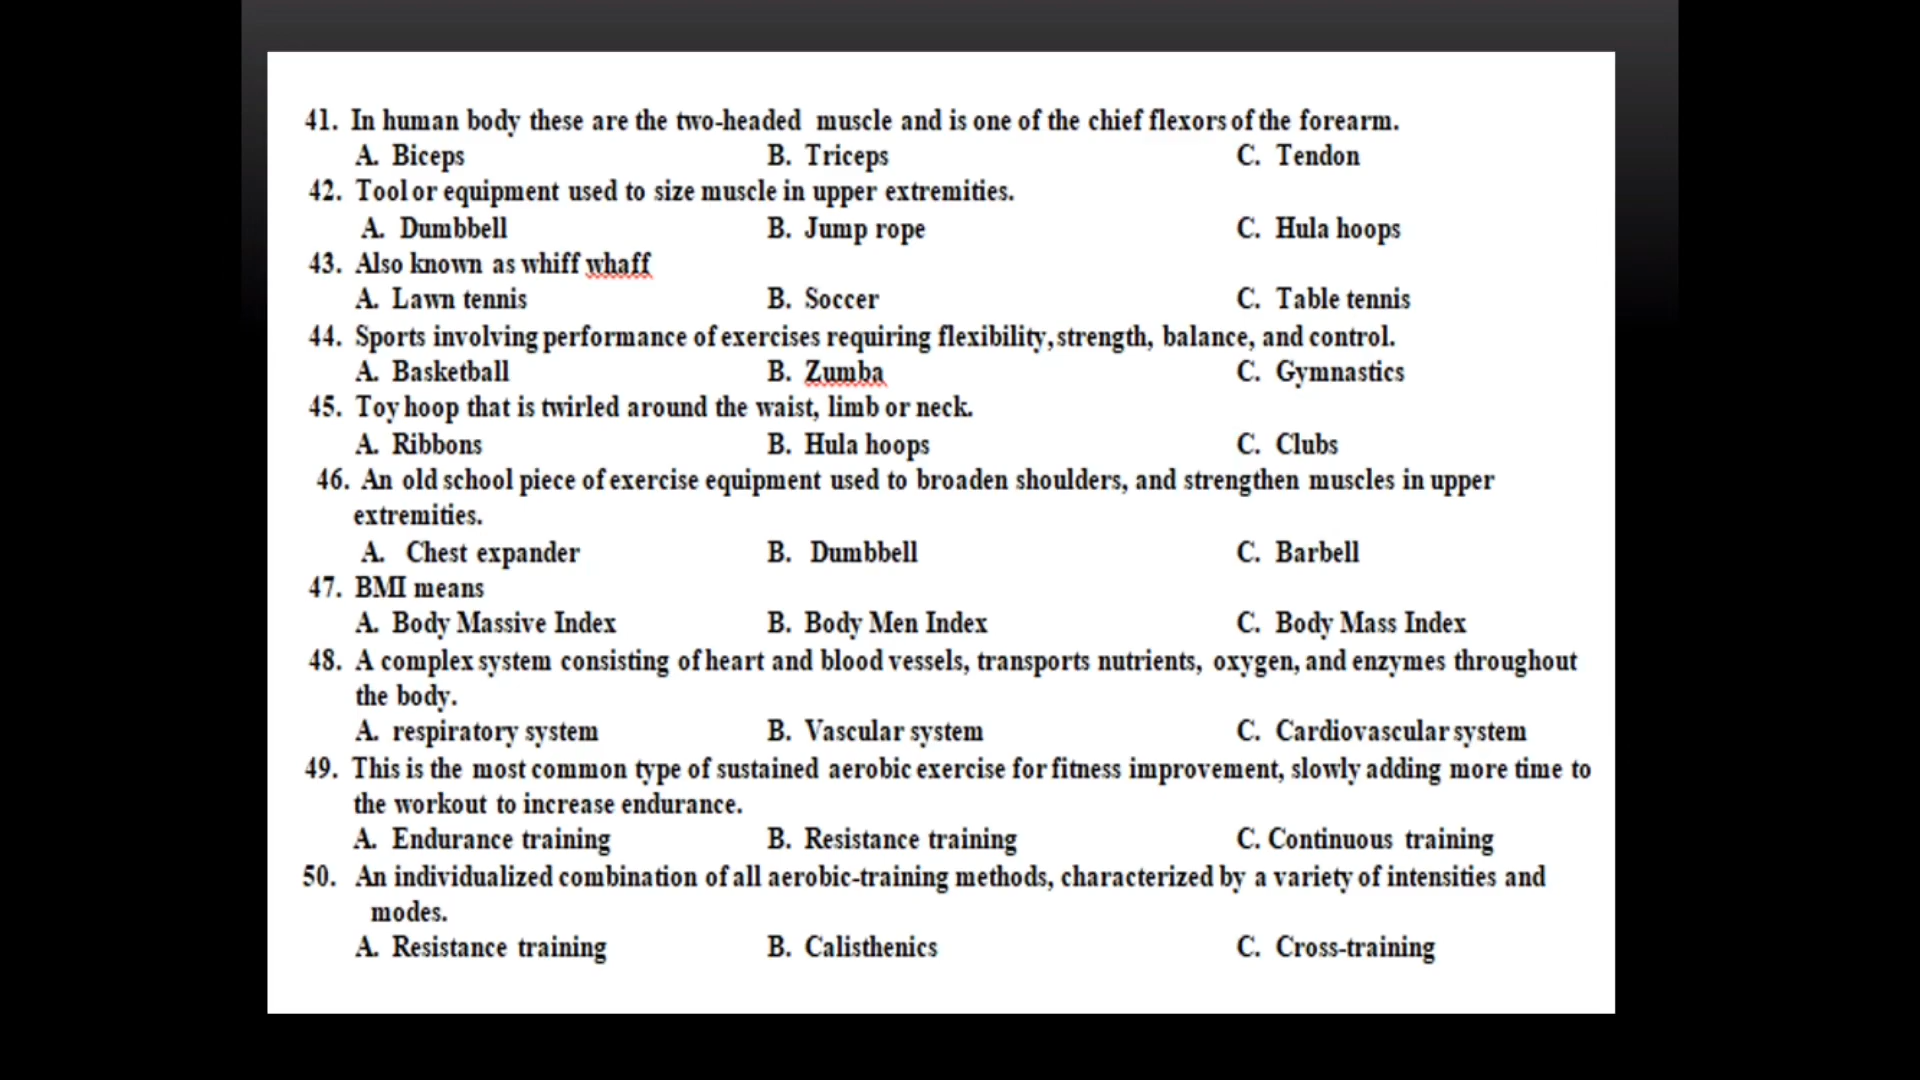 41. In human body these are the two-headed muscle and is one of the chief flexors of the forearm.
A. Biceps B. Triceps C. Tendon
42. Tool or equipment used to size muscle in upper extremities.
A. Dumbbell B. Jump rope C. Hula hoops
43. Also known as whiff whaff
A. Lawn tennis B. Soccer C. Table tennis
44. Sports involving performance of exercises requiring flexibility, strength, balance, and control.
A. Basketball B. Zumba C. Gymnastics
45. Toy hoop that is twirled around the waist, limb or neck.
A. Ribbons B. Hula hoops C. Clubs
46. An old school piece of exercise equipment used to broaden shoulders, and strengthen muscles in upper
extremities.
A. Chest expander B. Dumbbell C. Barbell
47. BMI means
A. Body Massive Index B. Body Men Index C. Body Mass Index
48. A complex system consisting of heart and blood vessels, transports nutrients, oxygen, and enzymes throughout
the body.
A. respiratory system B. Vascular system C. Cardiovascular system
49. This is the most common type of sustained aerobic exercise for fitness improvement, slowly adding more time to
the workout to increase endurance.
A. Endurance training B. Resistance training C. Continuous training
50. An individualized combination of all aerobic-training methods, characterized by a variety of intensities and
modes.
A. Resistance training B. Calisthenics C. Cross-training